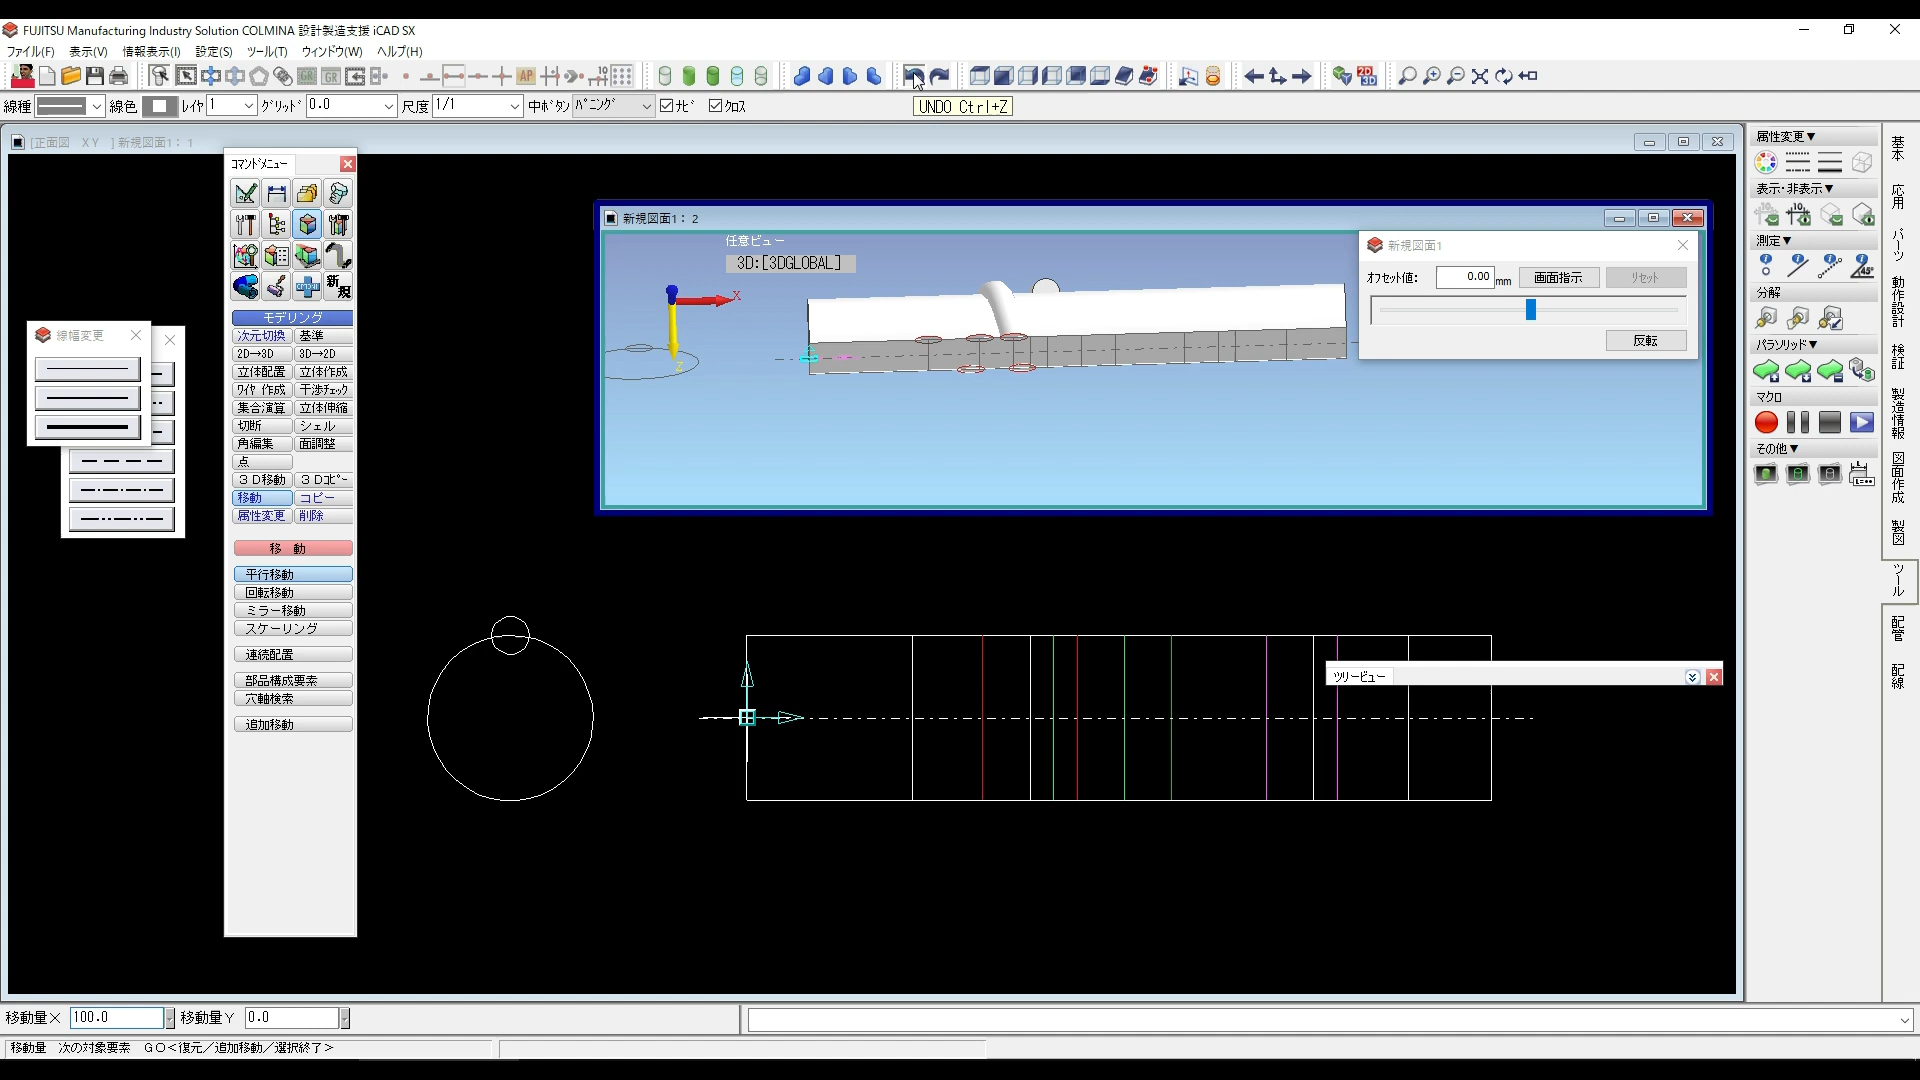 FUJITSU Manufacturing Industry Solution COLMINA 設計製造支援 iCAD SX
ファイル(F) 表示(V) 情報表示(I) 設定(S) ツール(T) ウィンドウ(W) ヘルプ(H)
GR GR AP 10 2D 3D
線種 線色 レイヤ 1 グリッド 0.0 尺度 1/1 中ボタン パニング ナビ クロス
UNDO Ctrl+Z
[正面図 XY ] 新規図面1 : 1
コマンドメニュー
新規
モデリング
次元切換 基準
2D→3D 3D→2D
立体配置 立体作成
ワイヤ作成 干渉チェック
集合演算 立体伸縮
切断 シェル
角編集 面調整
点
3D移動 3Dコピー
移動 コピー
属性変更 削除
移 動
平行移動
回転移動
ミラー移動
スケーリング
連続配置
部品構成要素
穴軸検索
追加移動
線幅変更
新規図面1 : 2
任意ビュー
3D:[3DGLOBAL]
X
Z
新規図面1
オフセット値: 0.00 mm 画面指示 リセット
反転
ツリービュー
属性変更▼
表示・非表示▼
10 10
測定▼
45°
分解
パラソリッド▼
マクロ
その他▼
基本
応用
パーツ
動作設計
検証
製造情報
図面作成
製図
ツール
配管
配線
移動量X 100.0 移動量Y 0.0
移動量 次の対象要素 GO<復元/追加移動/選択終了>